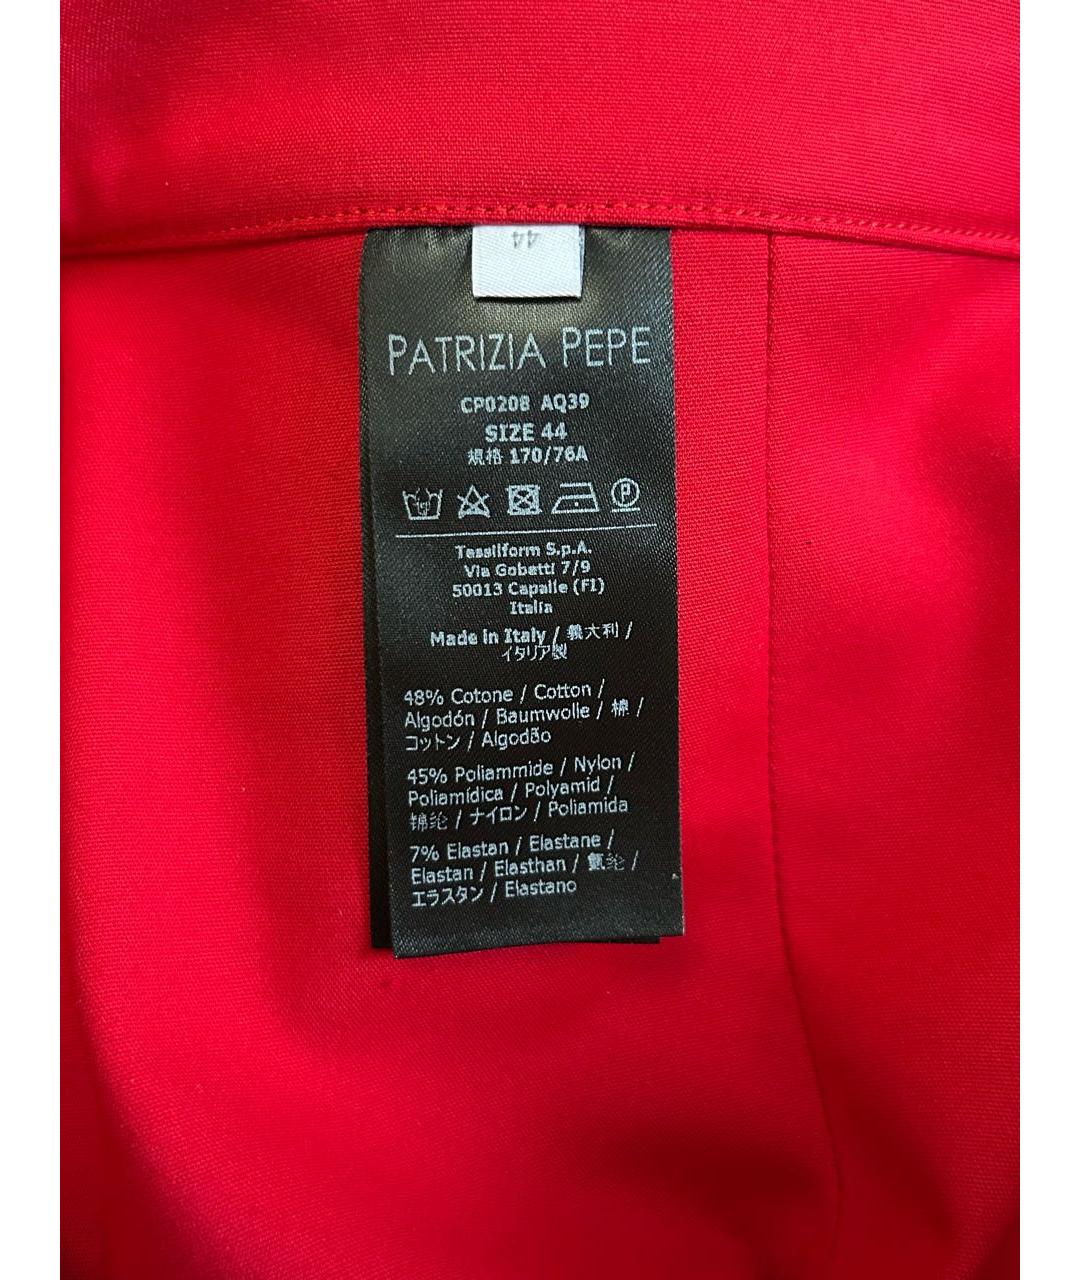 44
PATRIZIA PEPE
CP0208 AQ39
SIZE 44
規格 170/76A
P
Tessilform S.p.A.
Via Gobetti 7/9
50013 Capalle (FI)
Italia
Made in Italy / 義大利 /
イタリア製
48% Cotone / Cotton /
Algodón / Baumwolle / 棉 /
コットン / Algodão
45% Poliammide / Nylon /
Poliamídica / Polyamid /
锦纶 / ナイロン / Poliamida
7% Elastan / Elastane /
Elastan / Elasthan / 氨纶 /
エラスタン / Elastano